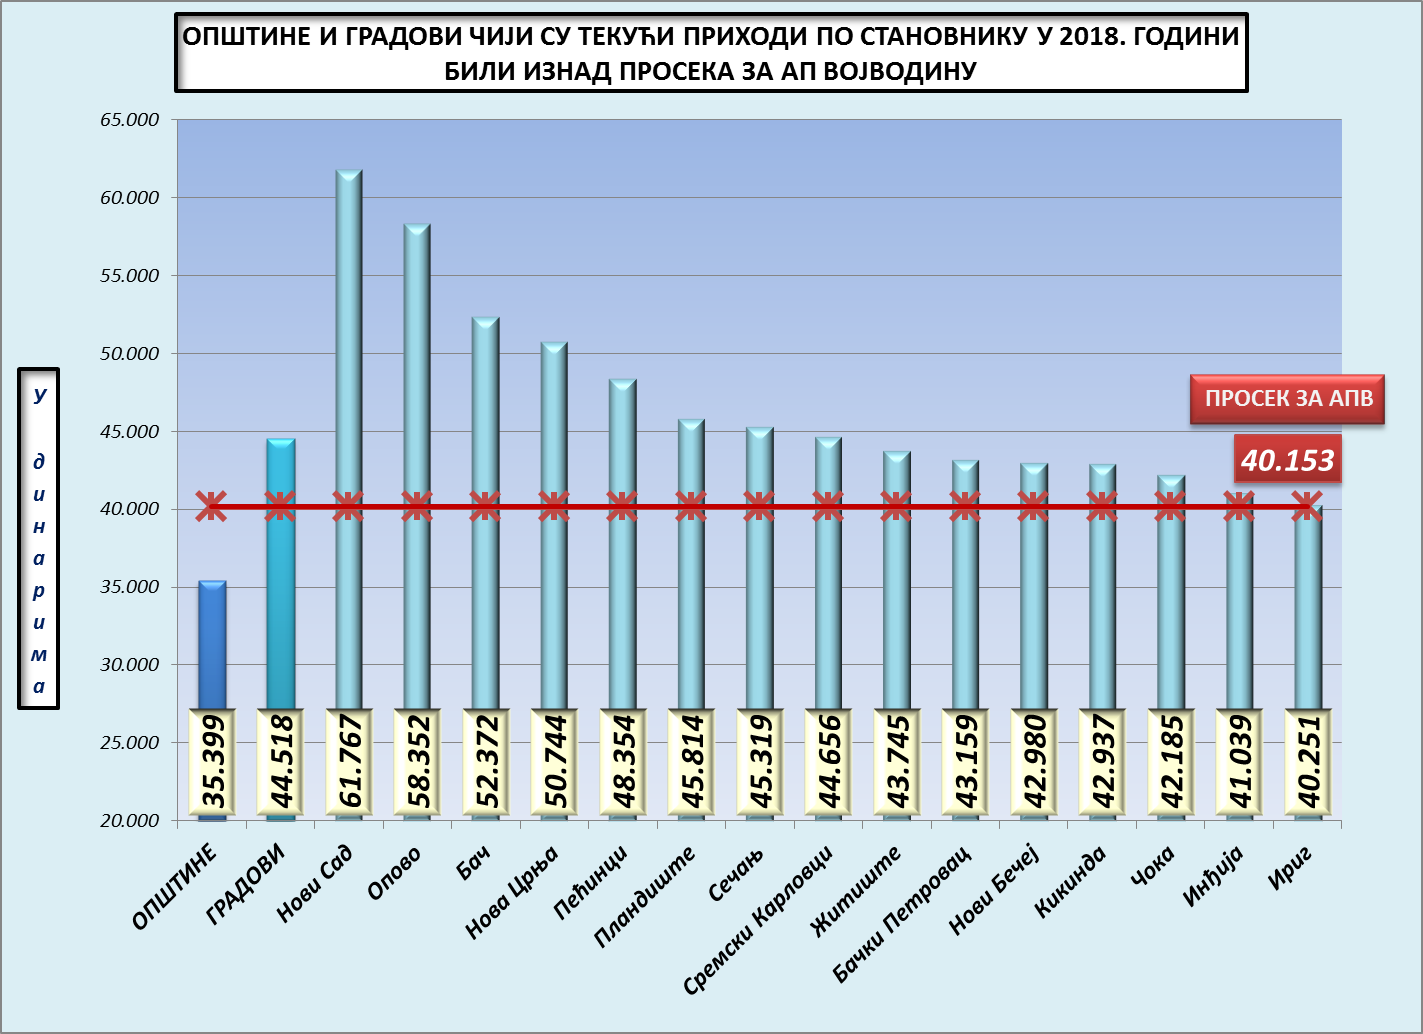 ОПШТИНЕ И ГРАДОВИ ЧИЈИ СУ ТЕКУЋИ ПРИХОДИ ПО СТАНОВНИКУ У 2018. ГОДИНИ
БИЛИ ИЗНАД ПРОСЕКА ЗА АП ВОЈВОДИНУ
65.000
60.000
55.000
50.000
45.000
40.000
35.000
30.000
25.000
20.000
У динарима
ПРОСЕК ЗА АПВ
40.153
35.399
44.518
61.767
58.352
52.372
50.744
48.354
45.814
45.319
44.656
43.745
43.159
42.980
42.937
42.185
41.039
40.251
ОПШТИНЕ
ГРАДОВИ
Нови Сад
Опово
Бач
Нова Црња
Пећинци
Пландиште
Сечањ
Сремски Карловци
Житиште
Бачки Петровац
Нови Бечеј
Кикинда
Чока
Инђија
Ириг